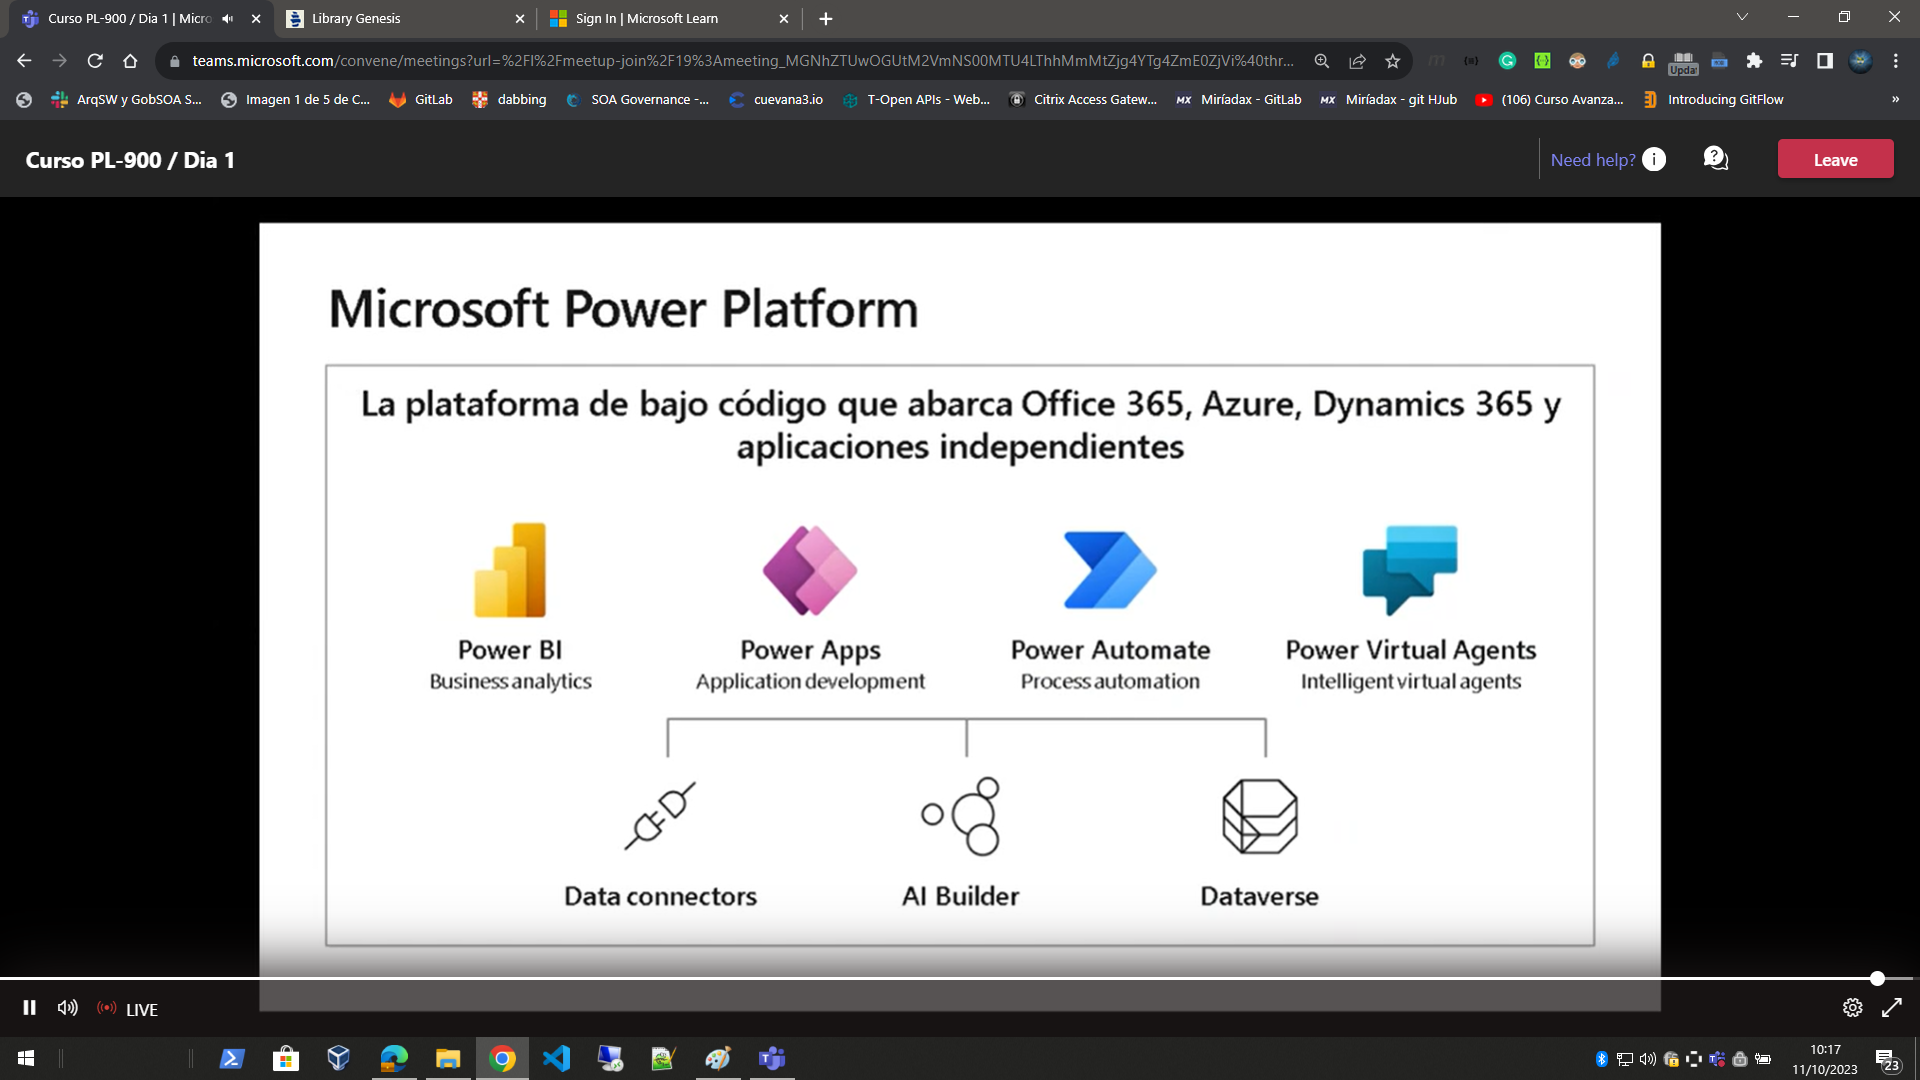 Curso PL-900 / Dia 1 | Micro
Library Genesis
Sign In | Microsoft Learn
teams.microsoft.com/convene/meetings?url=%2Fl%2Fmeetup-join%2F19%3Ameeting_MGNhZTUwOGUtM2VmNS00MTU4LThhMmMtZjg4YTg4ZmE0ZjVi%40thr...
Upda
ArqSW y GobSOA S...
Imagen 1 de 5 de C...
GitLab
dabbing
SOA Governance -...
cuevana3.io
T-Open APIs - Web...
Citrix Access Gatew...
MX Miríadax - GitLab
MX Miríadax - git HJub
(106) Curso Avanza...
Introducing GitFlow
»
Curso PL-900 / Dia 1
Need help?
Leave
Microsoft Power Platform
La plataforma de bajo código que abarca Office 365, Azure, Dynamics 365 y
aplicaciones independientes
Power BI
Business analytics
Power Apps
Application development
Power Automate
Process automation
Power Virtual Agents
Intelligent virtual agents
Data connectors
AI Builder
Dataverse
LIVE
10:17
11/10/2023
23